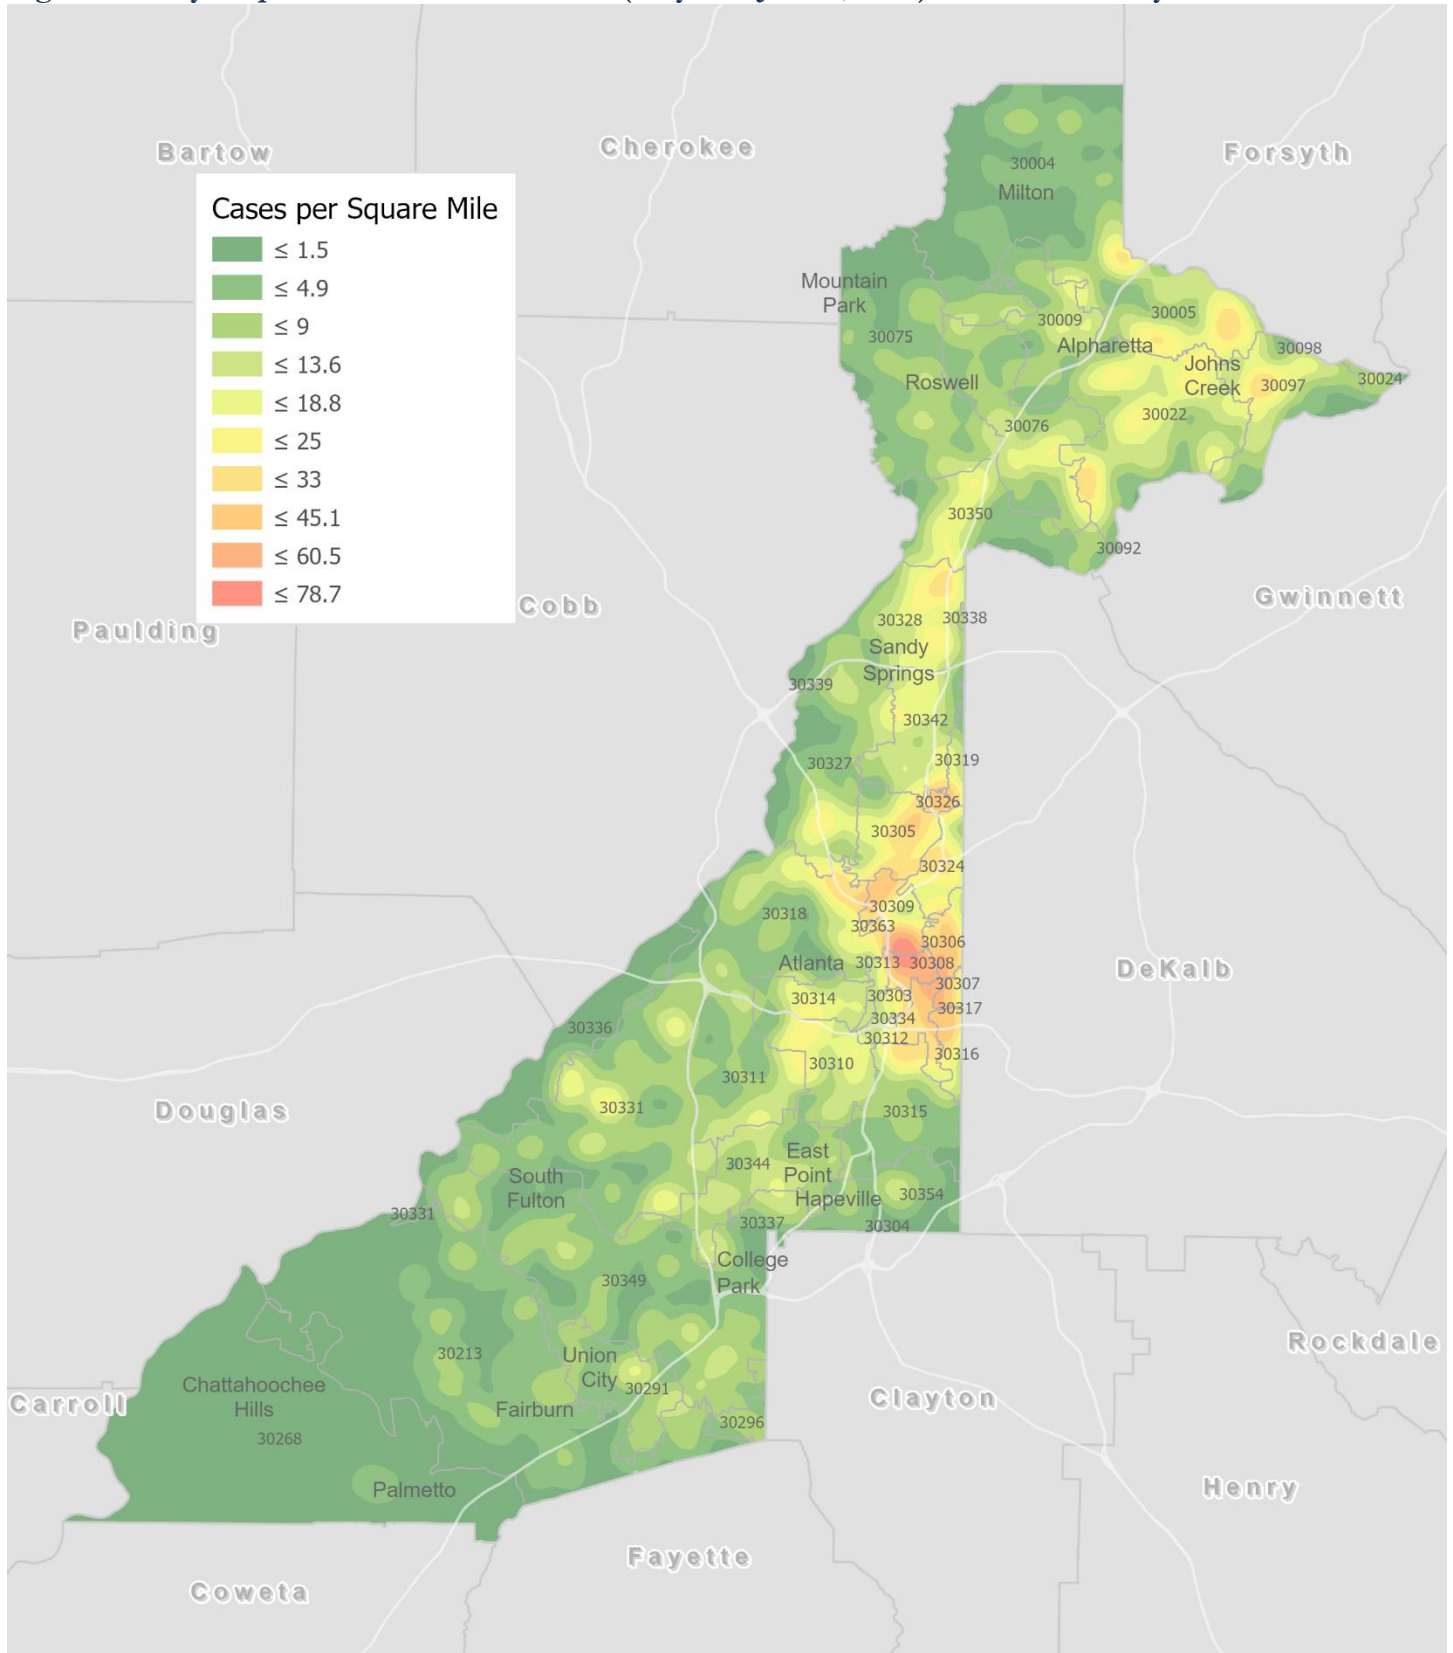 Bartow
Cherokee
Forsyth
Cases per Square Mile
≤ 1.5
≤ 4.9
≤ 9
≤ 13.6
≤ 18.8
≤ 25
≤ 33
≤ 45.1
≤ 60.5
≤ 78.7
30004
Milton
Mountain
Park
30075
30009
30005
Alpharetta
30098
Johns
Creek
30097
30024
Roswell
30022
30076
30350
30092
Paulding
Cobb
Gwinnett
30328
30338
Sandy
Springs
30339
30342
30327
30319
30326
30305
30324
30309
30318
30363
30306
Atlanta
30313
30308
DeKalb
30307
30314
30303
30317
30334
30336
30312
30316
30310
30311
Douglas
30331
30315
East
Point
30344
South
Fulton
Hapeville
30354
30331
30337
30304
College
Park
30349
Rockdale
30213
Union
City
30291
Chattahoochee
Hills
30268
Carroll
Fairburn
30296
Clayton
Palmetto
Henry
Fayette
Coweta